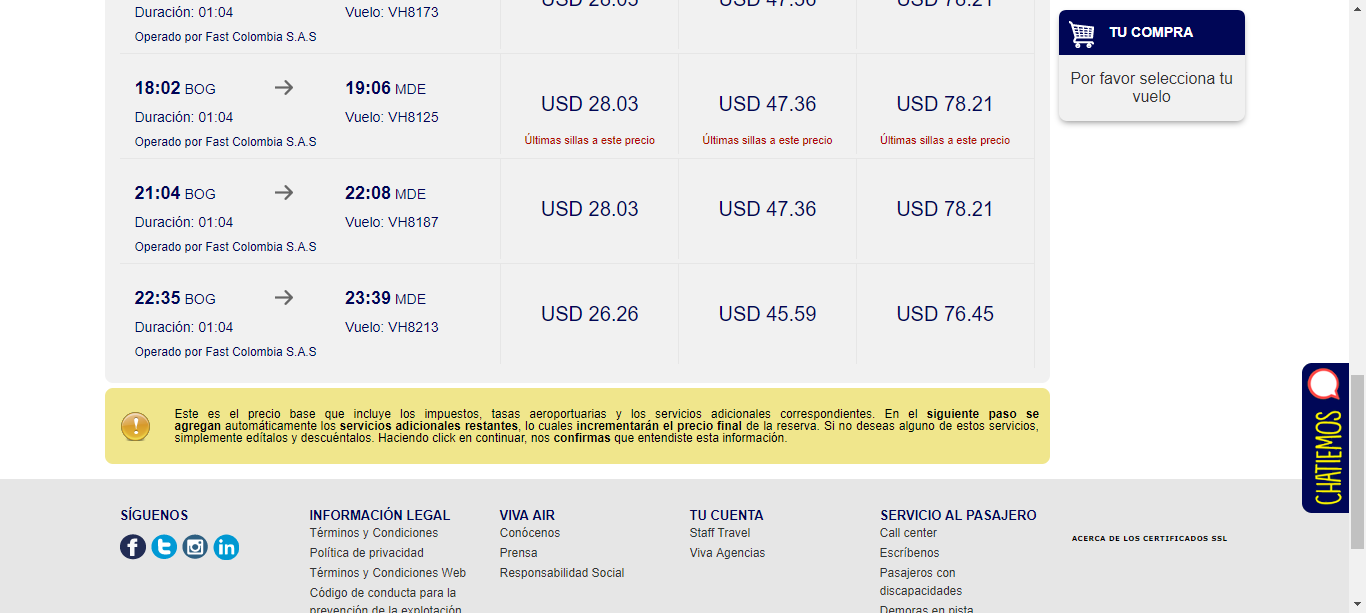 USD 28.03 USD 47.36 USD 78.21
Duración: 01:04 Vuelo: VH8173
Operado por Fast Colombia S.A.S
TU COMPRA
Por favor selecciona tu
vuelo
18:02 BOG 19:06 MDE
USD 28.03 USD 47.36 USD 78.21
Duración: 01:04 Vuelo: VH8125
Operado por Fast Colombia S.A.S
Últimas sillas a este precio Últimas sillas a este precio Últimas sillas a este precio
21:04 BOG 22:08 MDE
USD 28.03 USD 47.36 USD 78.21
Duración: 01:04 Vuelo: VH8187
Operado por Fast Colombia S.A.S
22:35 BOG 23:39 MDE
USD 26.26 USD 45.59 USD 76.45
Duración: 01:04 Vuelo: VH8213
Operado por Fast Colombia S.A.S
Este es el precio base que incluye los impuestos, tasas aeroportuarias y los servicios adicionales correspondientes. En el siguiente paso se
agregan automáticamente los servicios adicionales restantes, lo cuales incrementarán el precio final de la reserva. Si no deseas alguno de estos servicios,
simplemente edítalos y descuéntalos. Haciendo click en continuar, nos confirmas que entendiste esta información.
CHATIEMOS
SÍGUENOS
INFORMACIÓN LEGAL
Términos y Condiciones
Política de privacidad
Términos y Condiciones Web
Código de conducta para la
prevención de la explotación
VIVA AIR
Conócenos
Prensa
Responsabilidad Social
TU CUENTA
Staff Travel
Viva Agencias
SERVICIO AL PASAJERO
Call center
Escríbenos
Pasajeros con
discapacidades
Demoras en pista
ACERCA DE LOS CERTIFICADOS SSL